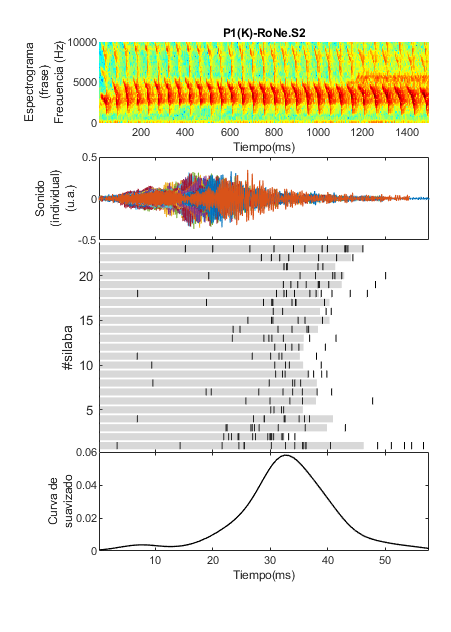 P1(K)-RoNe.S2
Espectrograma
(frase)
Frecuencia (Hz)
10000
5000
0
200 400 600 800 1000 1200 1400
Tiempo(ms)
Sonido
(individual)
(u.a.)
0.5
0
-0.5
#silaba
20
15
10
5
Curva de
suavizado
0.06
0.04
0.02
0
10 20 30 40 50
Tiempo(ms)